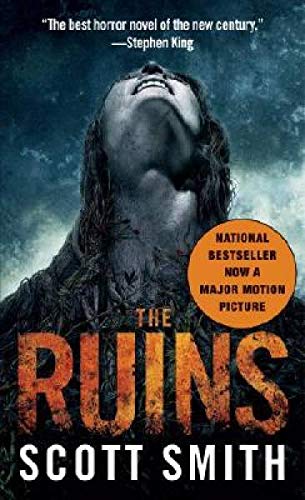 "The best horror novel of the new century."
—Stephen King
NATIONAL
BESTSELLER
NOW A
MAJOR MOTION
PICTURE
THE
RUINS
SCOTT SMITH